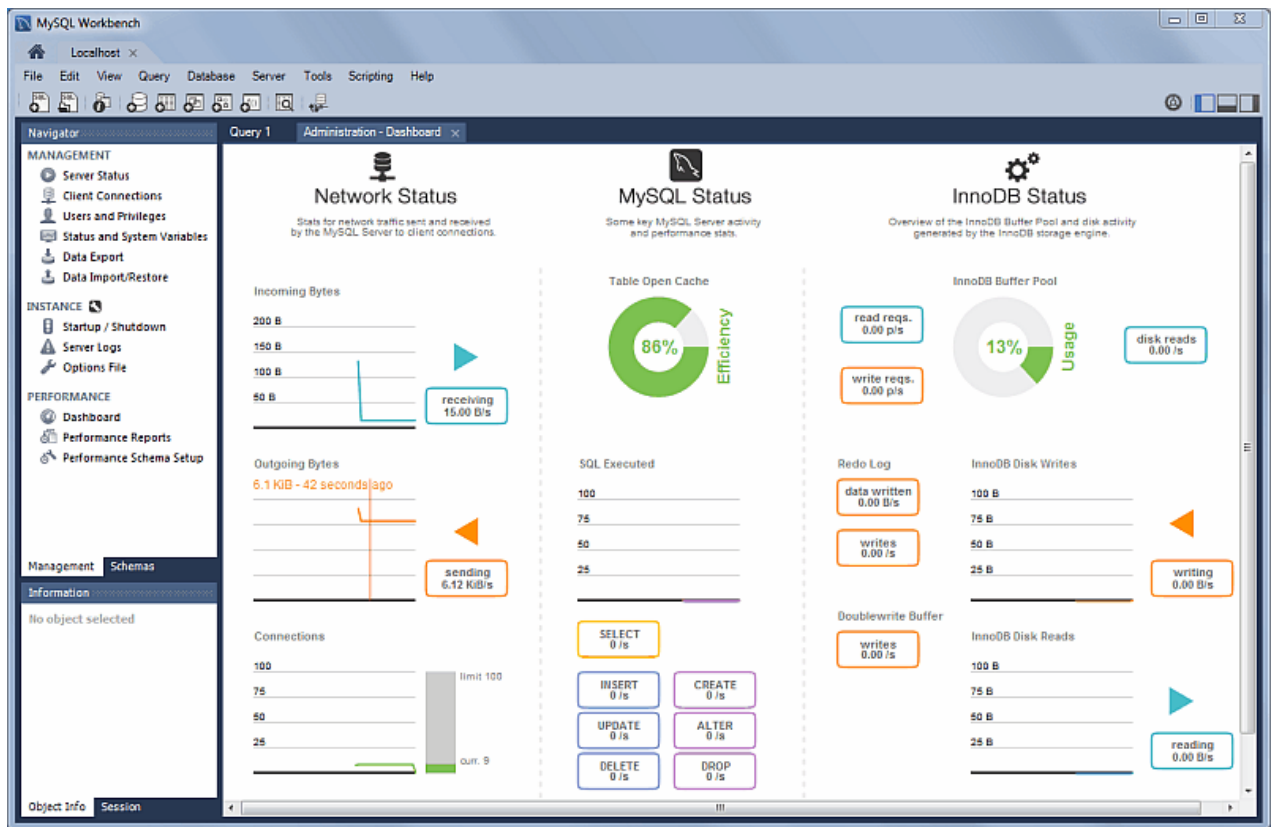 MySQL Workbench
Localhost
File Edit View Query Database Server Tools Scripting Help
Navigator
MANAGEMENT
Server Status
Client Connections
Users and Privileges
Status and System Variables
Data Export
Data Import/Restore
INSTANCE
Startup / Shutdown
Server Logs
Options File
PERFORMANCE
Dashboard
Performance Reports
Performance Schema Setup
Management Schemas
Information
No object selected
Object Info Session
Query 1 Administration - Dashboard
Network Status
Stats for network traffic sent and received
by the MySQL Server to client connections.
Incoming Bytes
200 B
150 B
100 B
50 B
receiving
15.00 B/s
Outgoing Bytes
6.1 KiB - 42 seconds ago
sending
6.12 KiB/s
Connections
100
75
50
25
limit 100
curr. 9
MySQL Status
Some key MySQL Server activity
and performance stats.
Table Open Cache
86%
Efficiency
SQL Executed
100
75
50
25
SELECT
0 /s
INSERT
0 /s
CREATE
0 /s
UPDATE
0 /s
ALTER
0 /s
DELETE
0 /s
DROP
0 /s
InnoDB Status
Overview of the InnoDB Buffer Pool and disk activity
generated by the InnoDB storage engine.
InnoDB Buffer Pool
read reqs.
0.00 p/s
write reqs.
0.00 p/s
13%
Usage
disk reads
0.00 /s
Redo Log
data written
0.00 B/s
writes
0.00 /s
Doublewrite Buffer
writes
0.00 /s
InnoDB Disk Writes
100 B
75 B
50 B
25 B
writing
0.00 B/s
InnoDB Disk Reads
100 B
75 B
50 B
25 B
reading
0.00 B/s